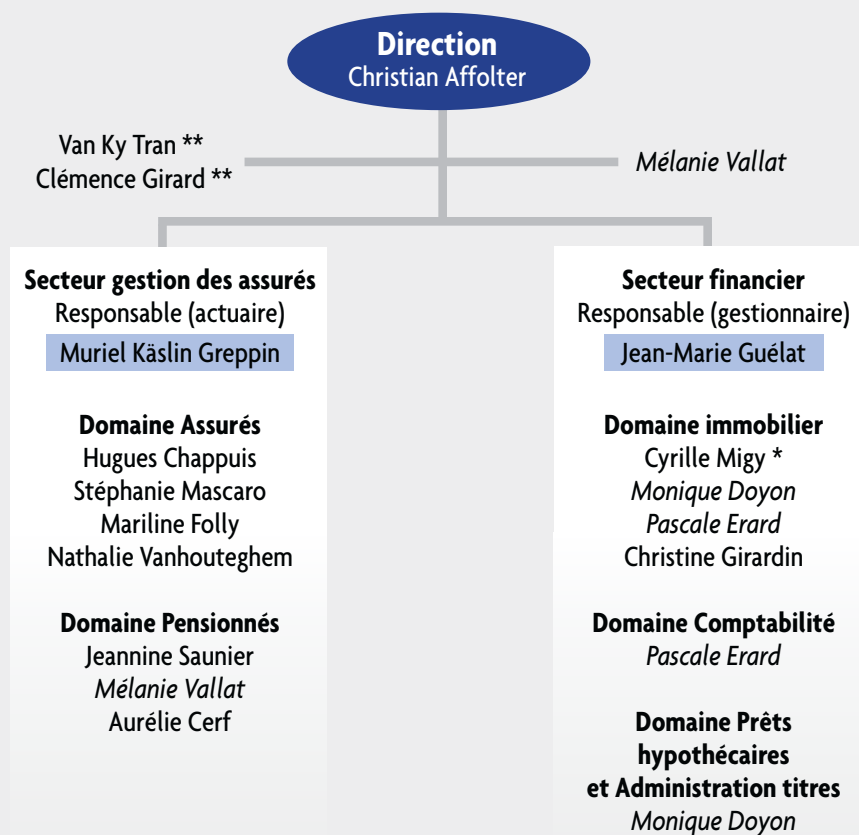 Direction
Christian Affolter
Van Ky Tran **
Clémence Girard **
Mélanie Vallat
Secteur gestion des assurés
Responsable (actuaire)
Muriel Käslin Greppin
Domaine Assurés
Hugues Chappuis
Stéphanie Mascaro
Mariline Folly
Nathalie Vanhouteghem
Domaine Pensionnés
Jeannine Saunier
Mélanie Vallat
Aurélie Cerf
Secteur financier
Responsable (gestionnaire)
Jean-Marie Guélat
Domaine immobilier
Cyrille Migy *
Monique Doyon
Pascale Erard
Christine Girardin
Domaine Comptabilité
Pascale Erard
Domaine Prêts
hypothécaires
et Administration titres
Monique Doyon